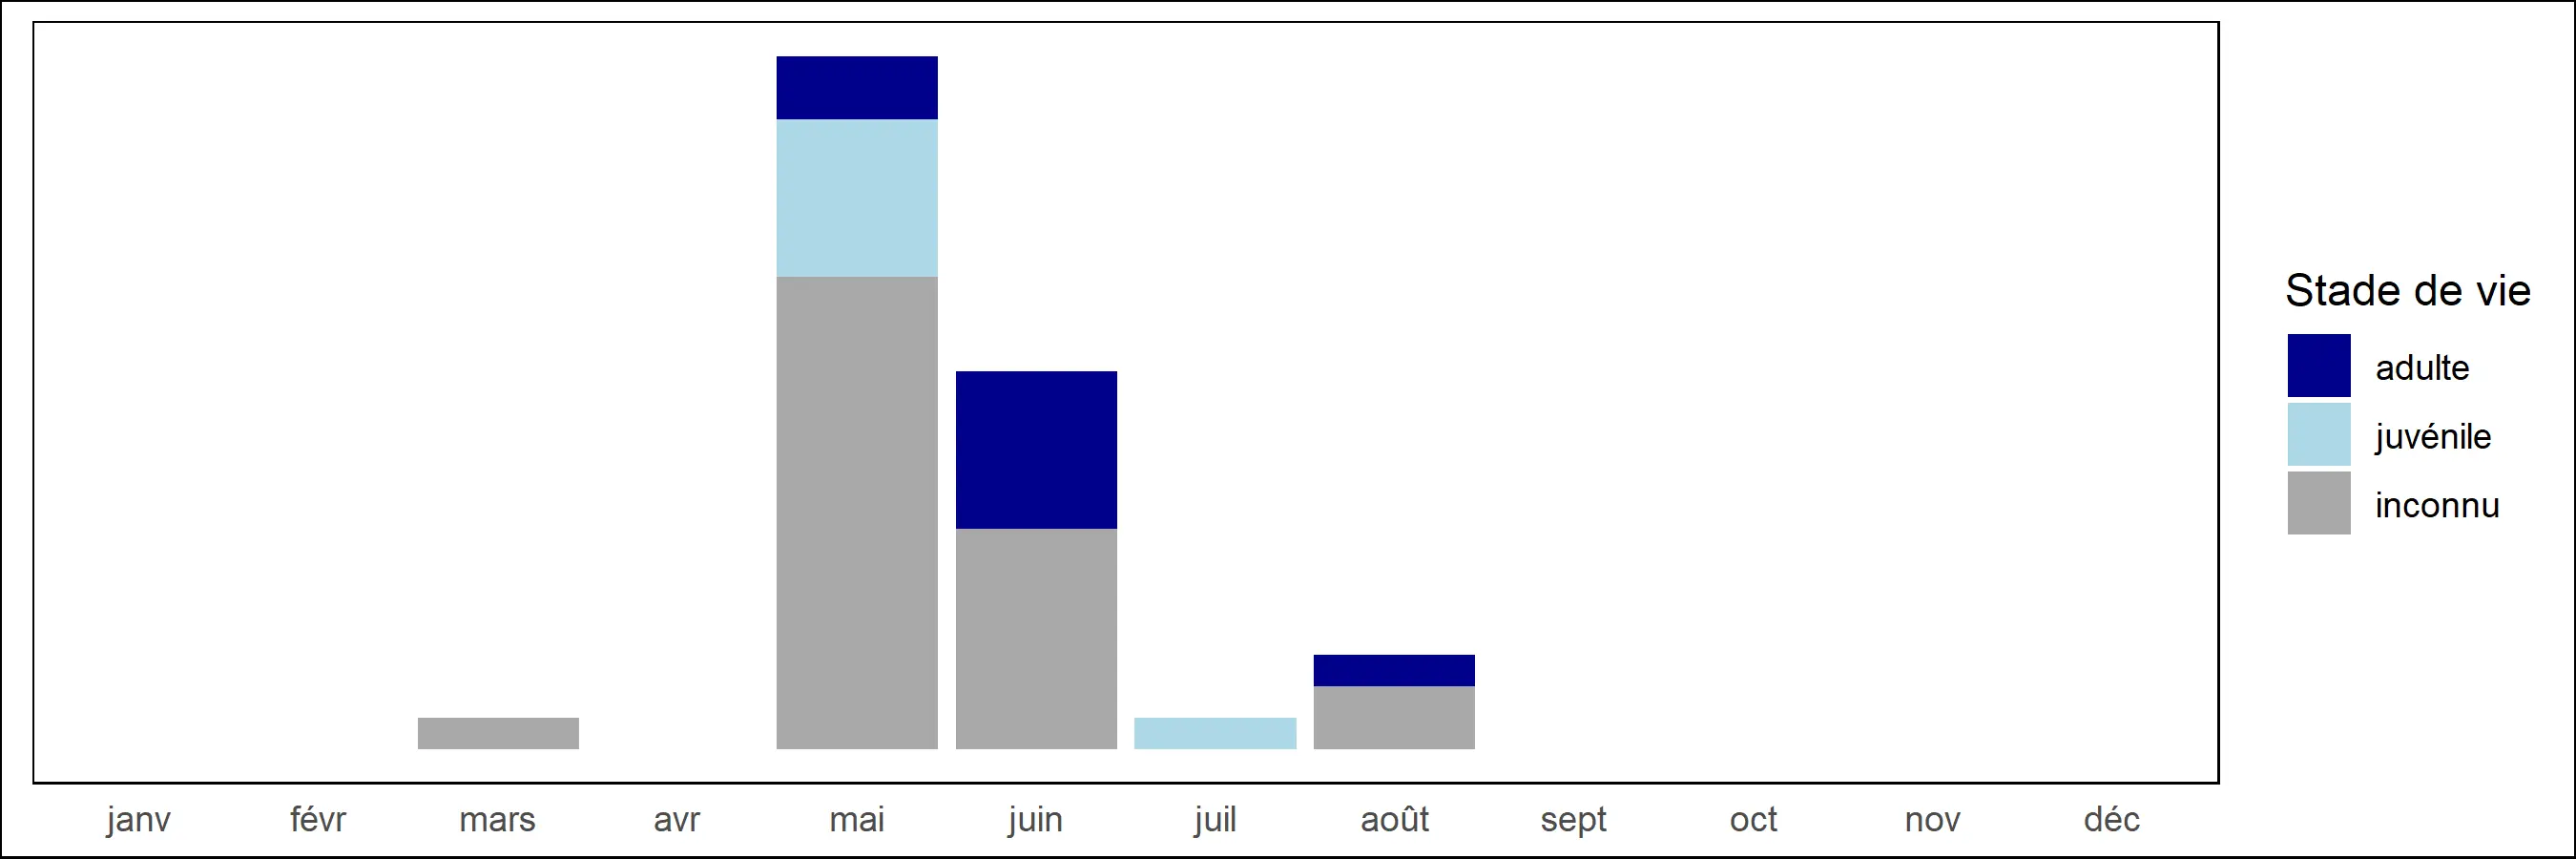 Stade de vie
adulte
juvénile
inconnu
janv févr mars avr mai juin juil août sept oct nov déc